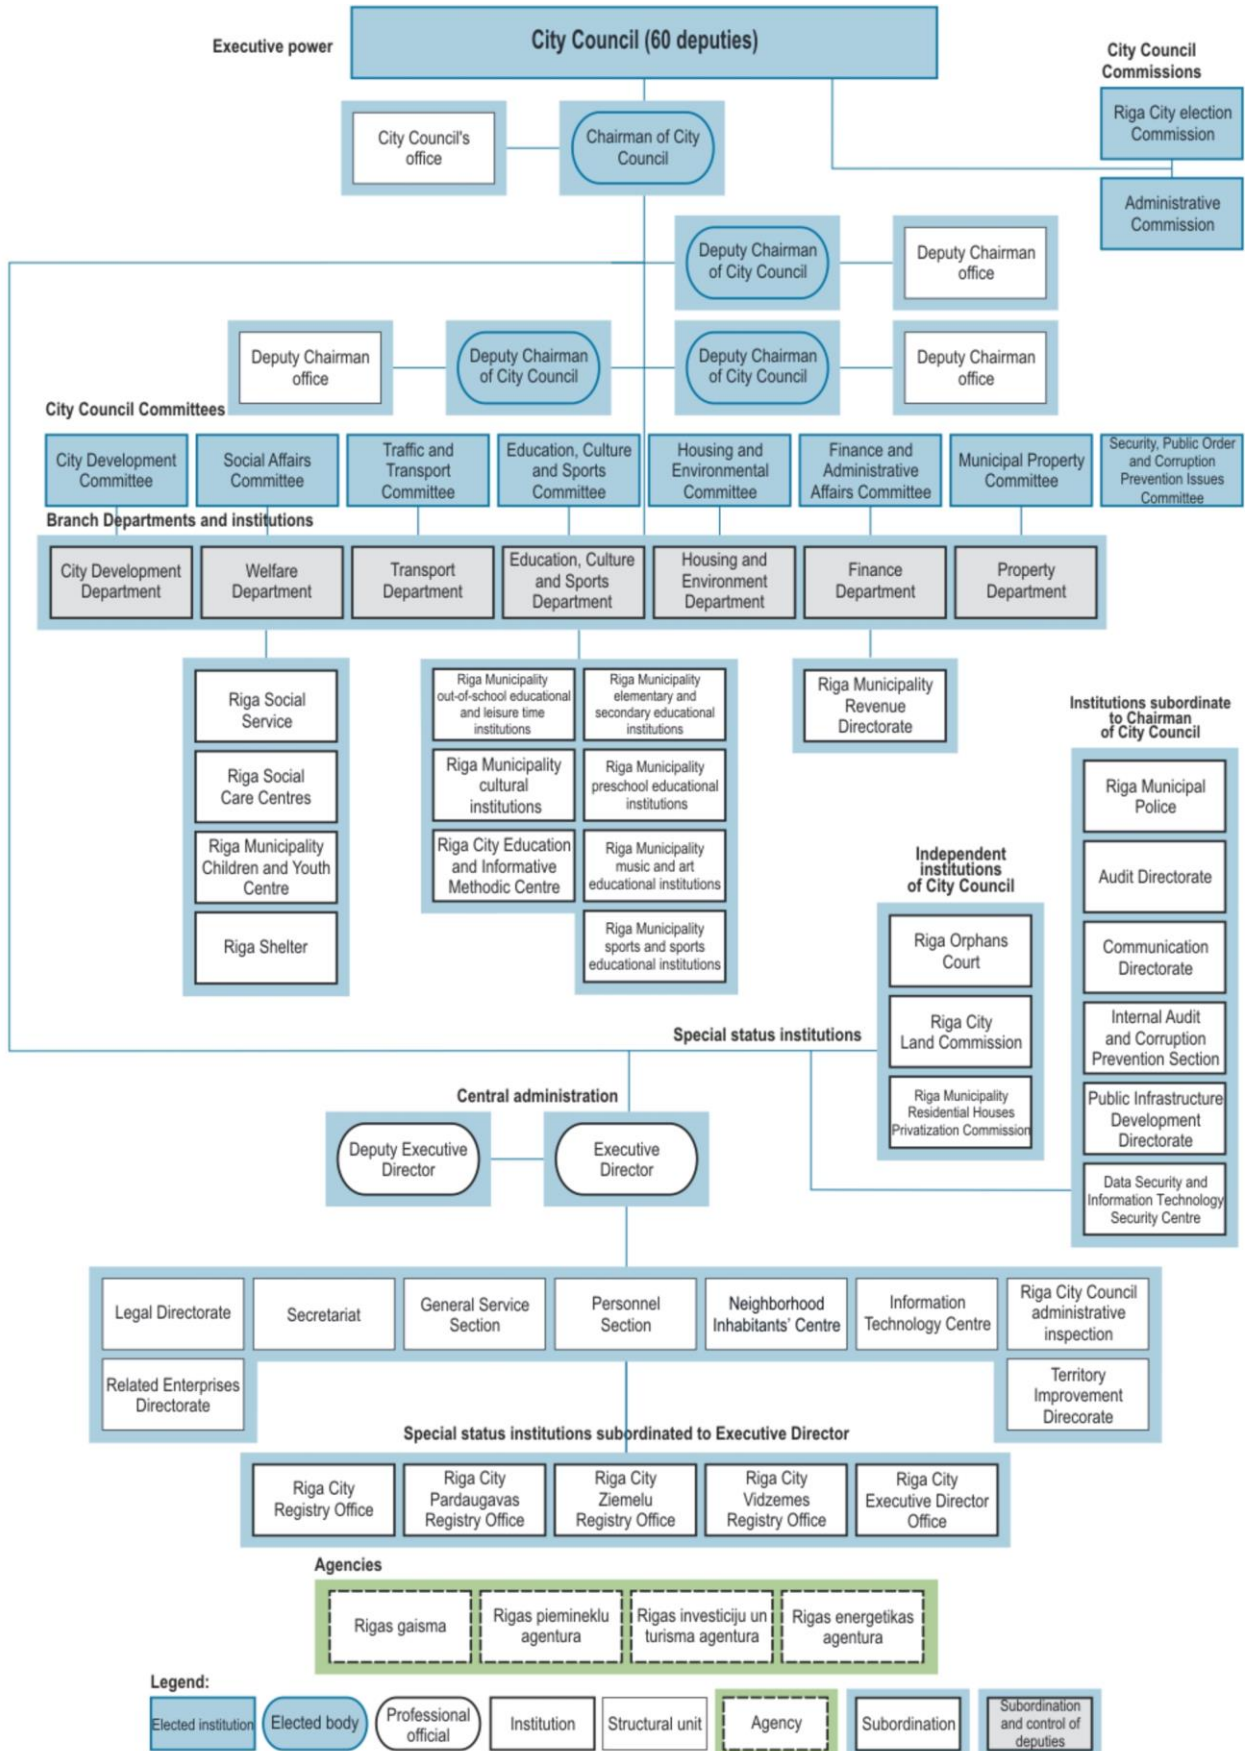 Executive power
City Council (60 deputies)
City Council
Commissions
Riga City election
Commission
Administrative
Commission
City Council's
office
Chairman of City
Council
Deputy Chairman
of City Council
Deputy Chairman
office
Deputy Chairman
office
Deputy Chairman
of City Council
Deputy Chairman
of City Council
Deputy Chairman
office
City Council Committees
City Development
Committee
Social Affairs
Committee
Traffic and
Transport
Committee
Education, Culture
and Sports
Committee
Housing and
Environmental
Committee
Finance and
Administrative
Affairs Committee
Municipal Property
Committee
Security, Public Order
and Corruption
Prevention Issues
Committee
Branch Departments and institutions
City Development
Department
Welfare
Department
Transport
Department
Education, Culture
and Sports
Department
Housing and
Environment
Department
Finance
Department
Property
Department
Riga Social
Service
Riga Social
Care Centres
Riga Municipality
Children and Youth
Centre
Riga Shelter
Riga Municipality
out-of-school educational
and leisure time
institutions
Riga Municipality
cultural
institutions
Riga City Education
and Informative
Methodic Centre
Riga Municipality
elementary and
secondary educational
institutions
Riga Municipality
preschool educational
institutions
Riga Municipality
music and art
educational institutions
Riga Municipality
sports and sports
educational institutions
Riga Municipality
Revenue
Directorate
Institutions subordinate
to Chairman
of City Council
Riga Municipal
Police
Audit Directorate
Communication
Directorate
Internal Audit
and Corruption
Prevention Section
Public Infrastructure
Development
Directorate
Data Security and
Information Technology
Security Centre
Independent
institutions
of City Council
Riga Orphans
Court
Riga City
Land Commission
Riga Municipality
Residential Houses
Privatization Commission
Special status institutions
Central administration
Deputy Executive
Director
Executive
Director
Legal Directorate
Secretariat
General Service
Section
Personnel
Section
Neighborhood
Inhabitants' Centre
Information
Technology Centre
Riga City Council
administrative
inspection
Related Enterprises
Directorate
Territory
Improvement
Direcorate
Special status institutions subordinated to Executive Director
Riga City
Registry Office
Riga City
Pardaugavas
Registry Office
Riga City
Ziemelu
Registry Office
Riga City
Vidzemes
Registry Office
Riga City
Executive Director
Office
Agencies
Rigas gaisma
Rigas piemineklu
agentura
Rigas investiciju un
turisma agentura
Rigas energetikas
agentura
Legend:
Elected institution
Elected body
Professional
official
Institution
Structural unit
Agency
Subordination
Subordination
and control of
deputies